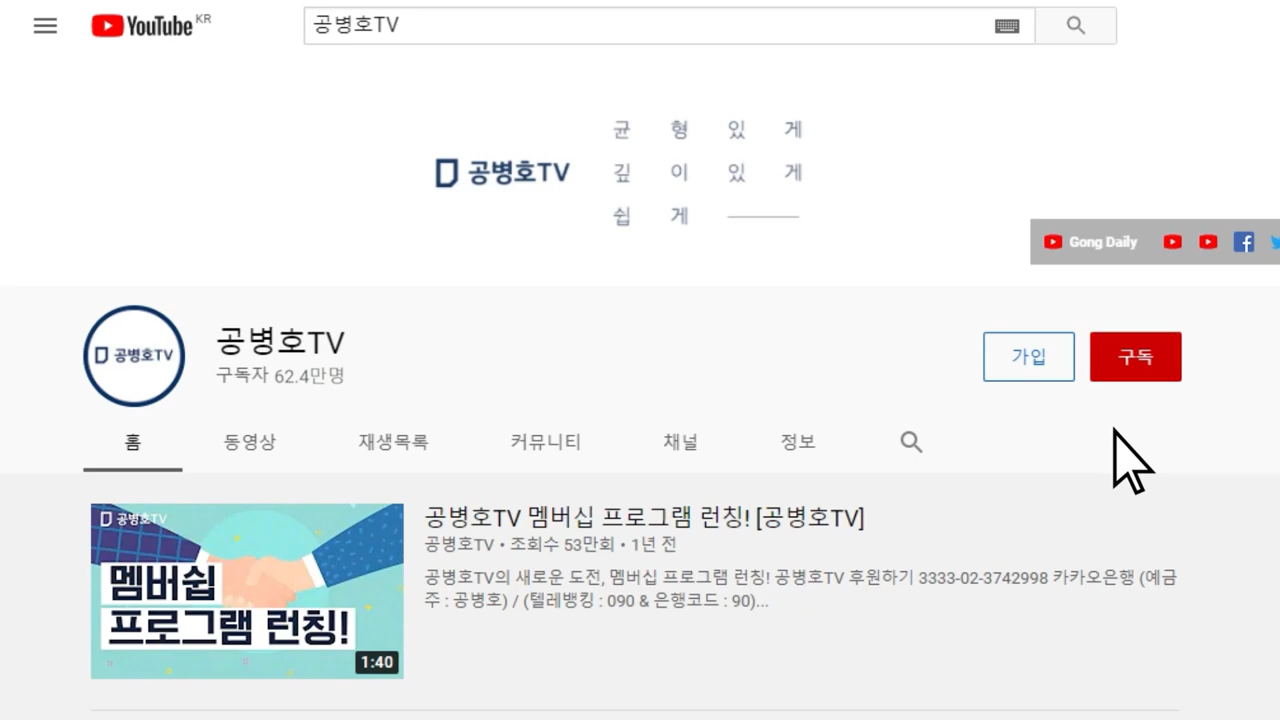 YouTube KR
공병호TV
균 형 있 게
공병호TV
깊 이 있 게
쉽 게
Gong Daily
공병호TV
공병호TV
구독자 62.4만명
가입
구독
홈
동영상
재생목록
커뮤니티
채널
정보
공병호TV
멤버쉽
프로그램 런칭!
1:40
공병호TV 멤버십 프로그램 런칭! [공병호TV]
공병호TV • 조회수 53만회 • 1년 전
공병호TV의 새로운 도전, 멤버십 프로그램 런칭! 공병호TV 후원하기 3333-02-3742998 카카오은행 (예금
주 : 공병호) / (텔레뱅킹 : 090 & 은행코드 : 90)...